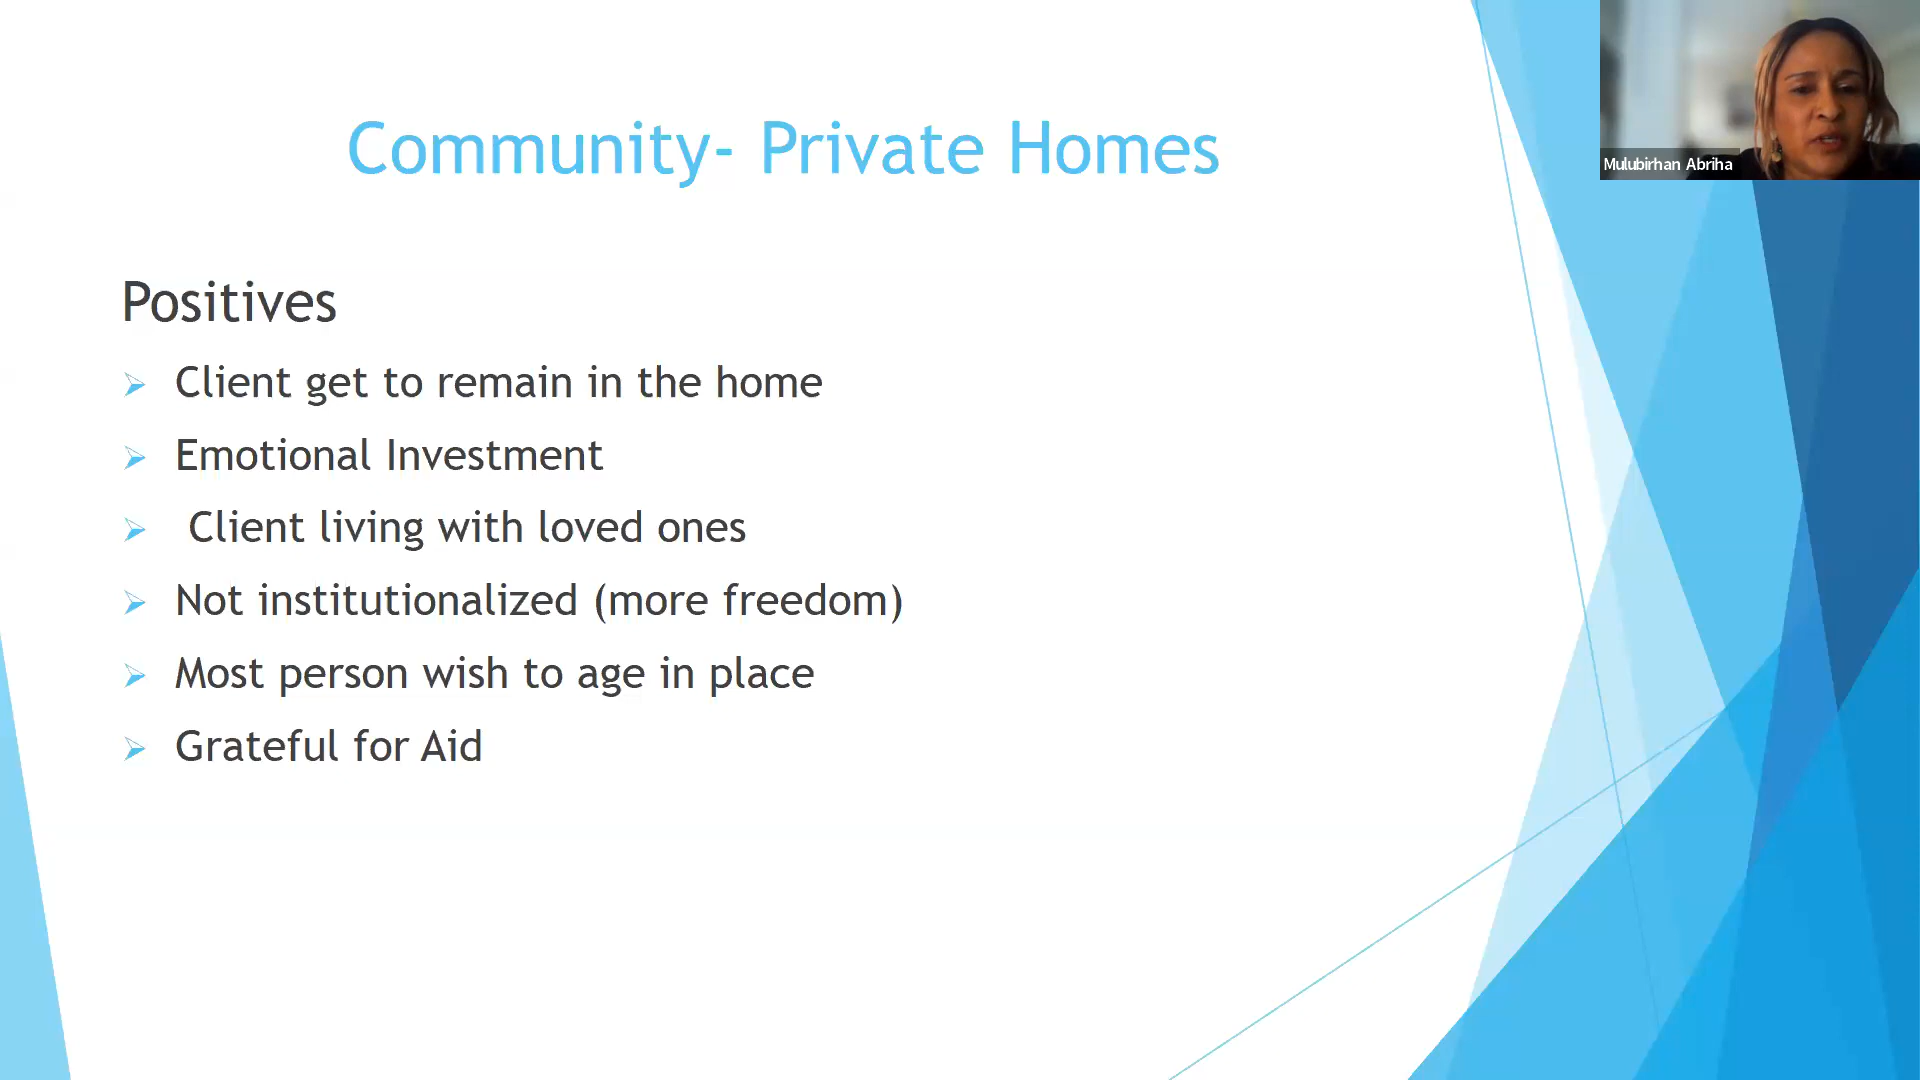 Community- Private Homes
Mulubirhan Abriha
Positives
Client get to remain in the home
Emotional Investment
Client living with loved ones
Not institutionalized (more freedom)
Most person wish to age in place
Grateful for Aid